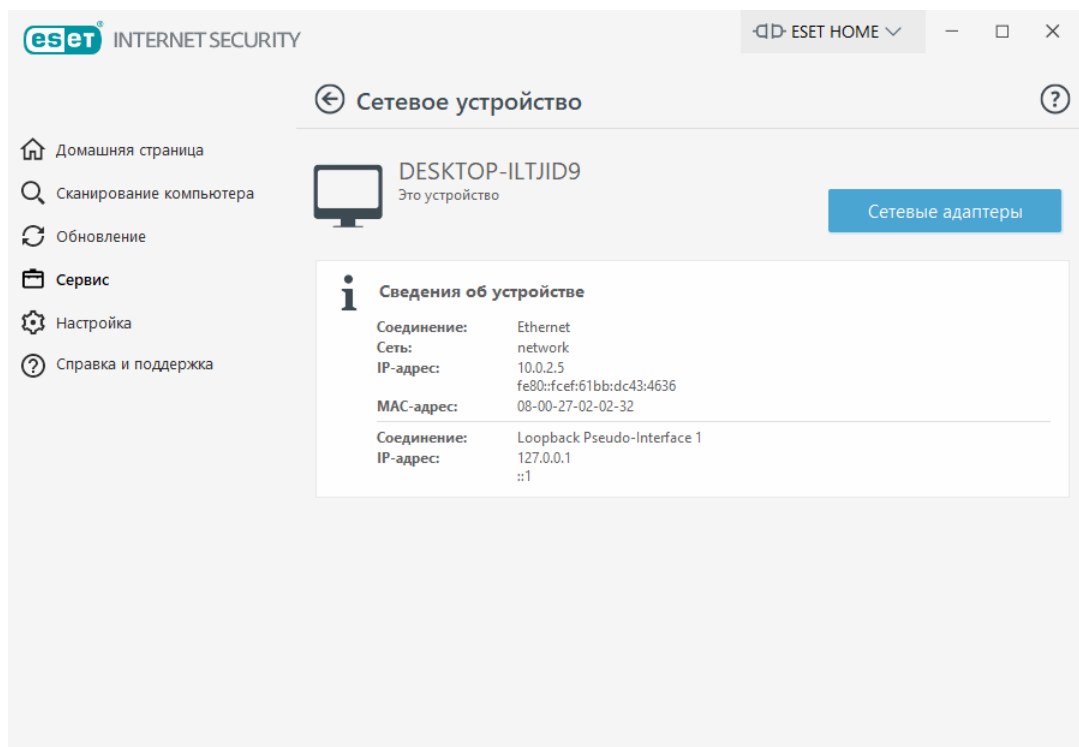 eset® INTERNET SECURITY
ESET HOME
Сетевое устройство
Домашняя страница
Сканирование компьютера
Обновление
Сервис
Настройка
Справка и поддержка
DESKTOP-ILTJID9
Это устройство
Сетевые адаптеры
Сведения об устройстве
Соединение: Ethernet
Сеть: network
IP-адрес: 10.0.2.5
fe80::fcef:61bb:dc43:4636
MAC-адрес: 08-00-27-02-02-32
Соединение: Loopback Pseudo-Interface 1
IP-адрес: 127.0.0.1
::1